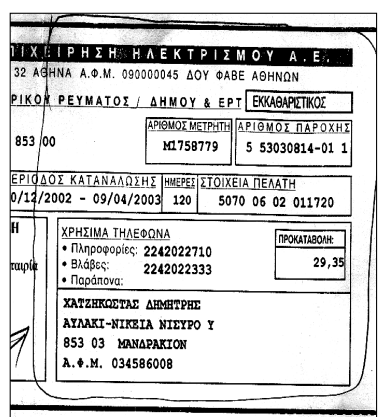 ΤΙΧΕΙΡΗΣΗ ΗΛΕΚΤΡΙΣΜΟΥ Α.Ε.
32 ΑΘΗΝΑ Α.Φ.Μ. 090000045 ΔΟΥ ΦΑΒΕ ΑΘΗΝΩΝ
ΡΙΚΟΥ ΡΕΥΜΑΤΟΣ / ΔΗΜΟΥ & ΕΡΤ ΕΚΚΑΘΑΡΙΣΤΙΚΟΣ
ΑΡΙΘΜΟΣ ΜΕΤΡΗΤΗ ΑΡΙΘΜΟΣ ΠΑΡΟΧΗΣ
853 00 M1758779 5 53030814-01 1
ΕΡΙΟΔΟΣ ΚΑΤΑΝΑΛΩΣΗΣ ΗΜΕΡΕΣ ΣΤΟΙΧΕΙΑ ΠΕΛΑΤΗ
0/12/2002 - 09/04/2003 120 5070 06 02 011720
Η ΧΡΗΣΙΜΑ ΤΗΛΕΦΩΝΑ ΠΡΟΚΑΤΑΒΟΛΗ:
• Πληροφορίες: 2242022710
ταιρία • Βλάβες: 2242022333 29,35
• Παράπονα:
ΧΑΤΖΗΚΩΣΤΑΣ ΔΗΜΗΤΡΗΣ
ΑΥΛΑΚΙ-ΝΙΚΕΙΑ ΝΙΣΥΡΟ Υ
853 03 ΜΑΝΔΡΑΚΙΟΝ
Α.Φ.Μ. 034586008